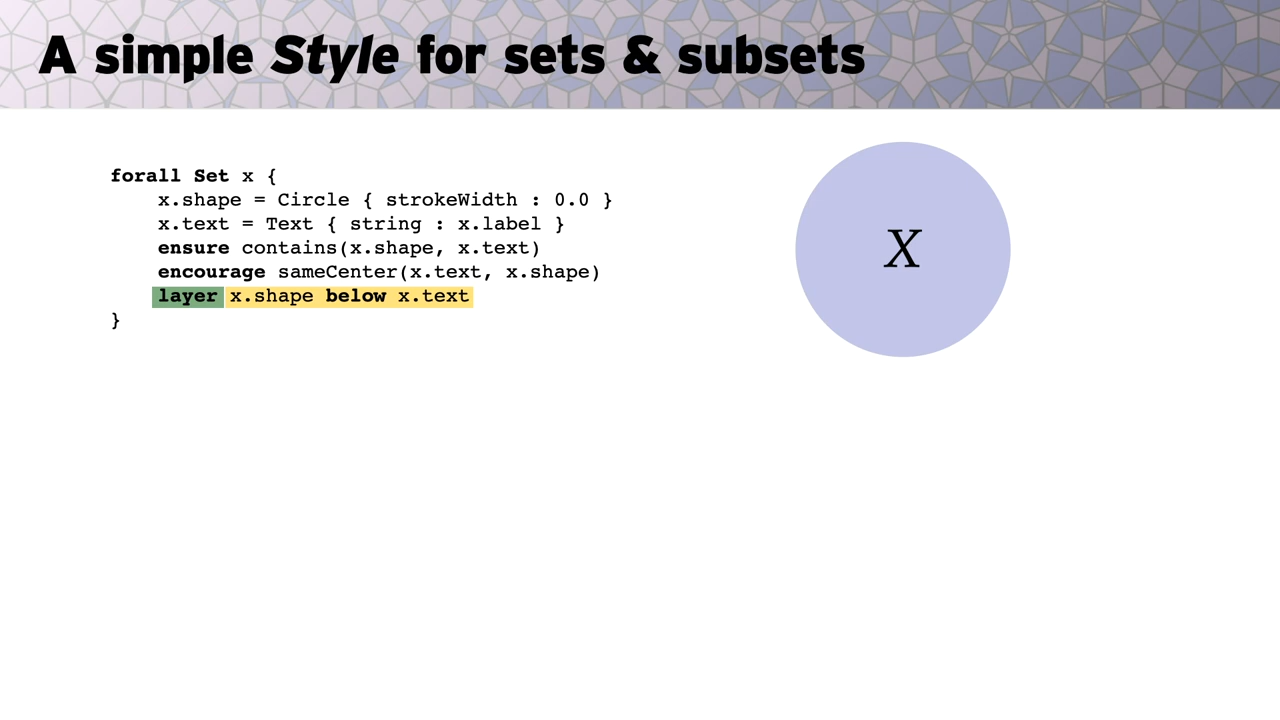 A simple Style for sets & subsets
forall Set x {
    x.shape = Circle { strokeWidth : 0.0 }
    x.text = Text { string : x.label }
    ensure contains(x.shape, x.text)
    encourage sameCenter(x.text, x.shape)
    layer x.shape below x.text
}
X